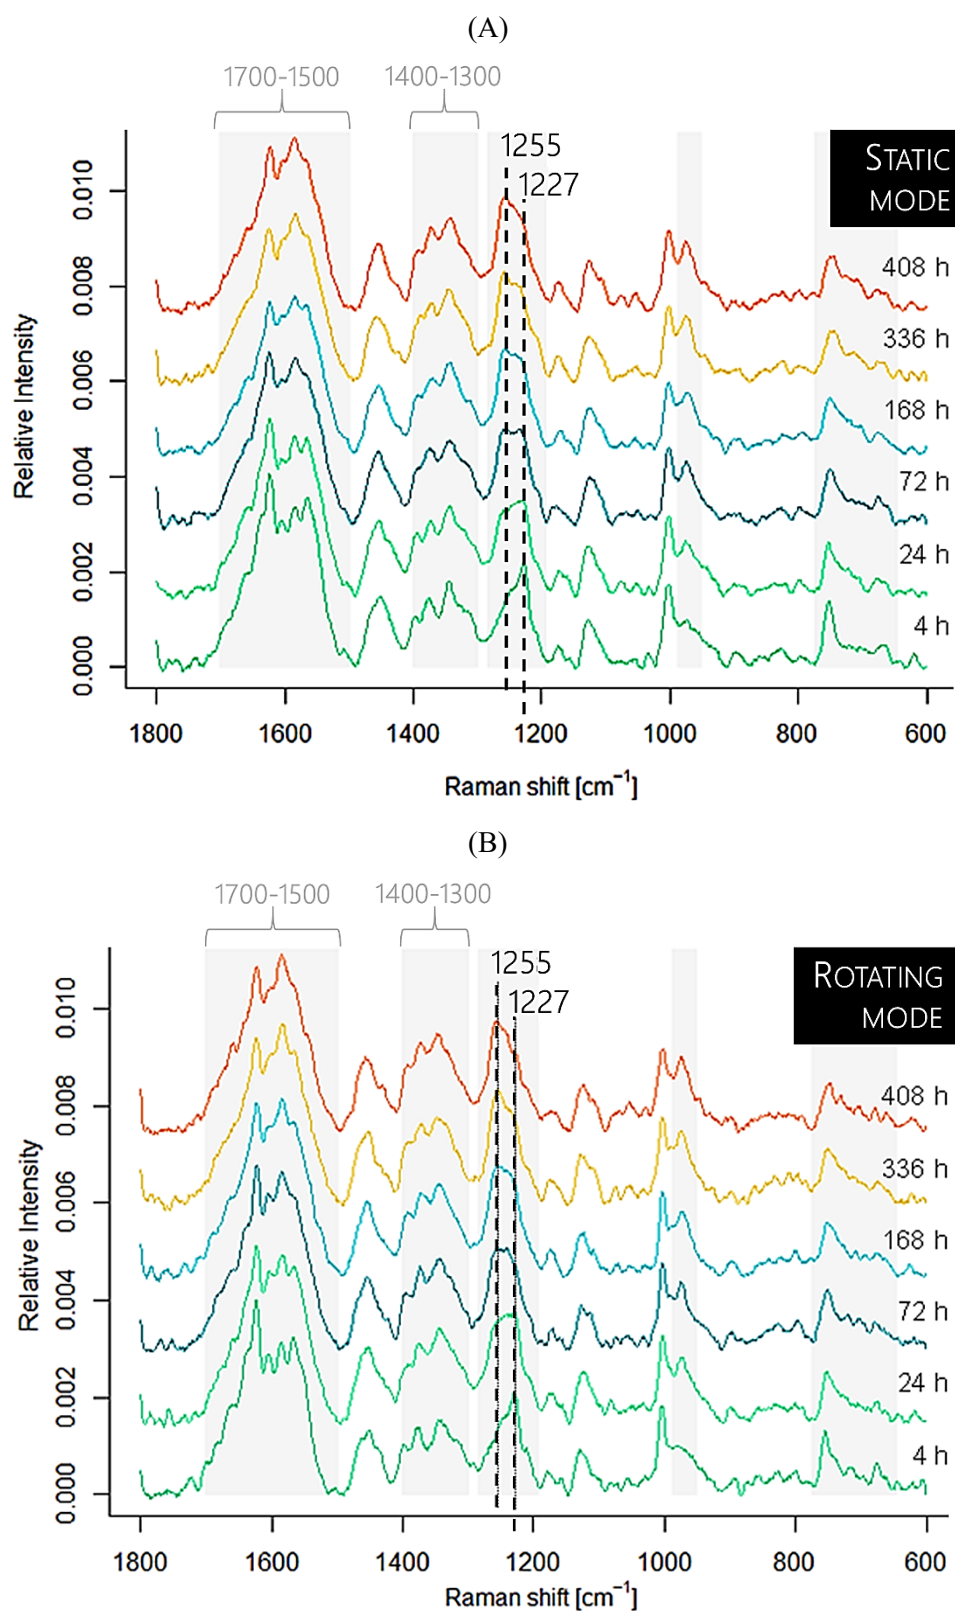 (A)
1700-1500
1400-1300
1255
1227
STATIC
MODE
Relative Intensity
0.010
0.008
0.006
0.004
0.002
0.000
408 h
336 h
168 h
72 h
24 h
4 h
1800 1600 1400 1200 1000 800 600
Raman shift [cm⁻¹]
(B)
1700-1500
1400-1300
1255
1227
ROTATING
MODE
Relative Intensity
0.010
0.008
0.006
0.004
0.002
0.000
408 h
336 h
168 h
72 h
24 h
4 h
1800 1600 1400 1200 1000 800 600
Raman shift [cm⁻¹]